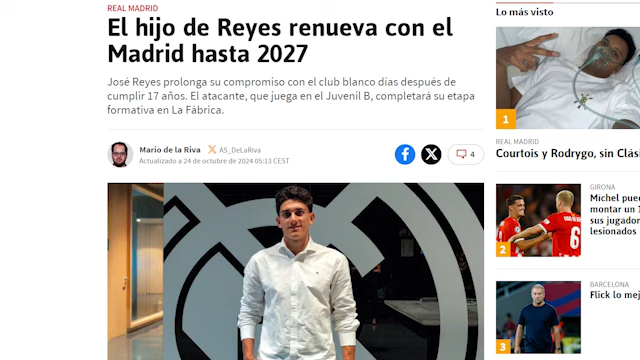 REAL MADRID
El hijo de Reyes renueva con el
Madrid hasta 2027
José Reyes prolonga su compromiso con el club blanco días después de
cumplir 17 años. El atacante, que juega en el Juvenil B, completará su etapa
formativa en La Fábrica.
Mario de la Riva AS_DeLaRiva
Actualizado a 24 de octubre de 2024 05:13 CEST
4
Lo más visto
1
REAL MADRID
Courtois y Rodrygo, sin Clási
2
GIRONA
Michel pue
montar un 1
sus jugador
lesionados
3
BARCELONA
Flick lo mej